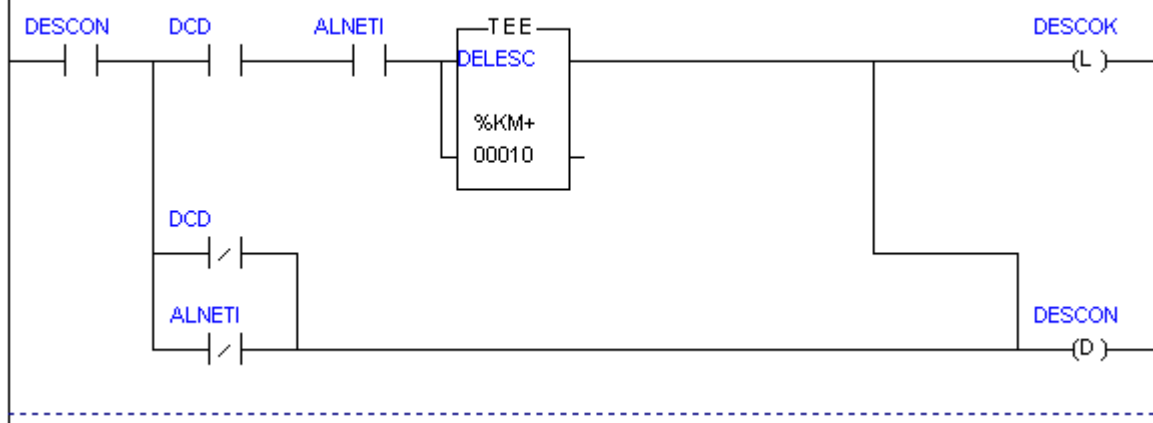 DESCON DCD ALNETI TEE DESCOK
DELESC (L )
%KM+
00010
DCD
ALNETI DESCON
(D )